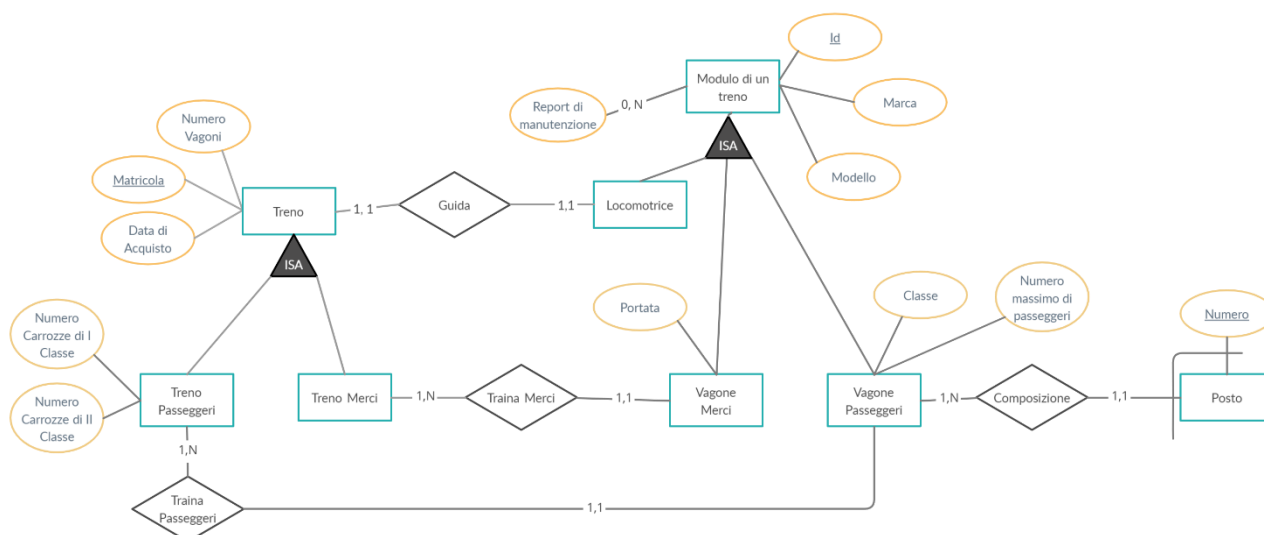 Id
Modulo di un
treno
0, N
Report di
manutenzione
Marca
Numero
Vagoni
ISA
Matricola
Modello
Treno
1, 1
Guida
1,1
Locomotrice
Data di
Acquisto
ISA
Portata
Classe
Numero
massimo di
passeggeri
Numero
Carrozze di I
Classe
Numero
Treno
Passeggeri
Treno Merci
1,N
Traina Merci
1,1
Vagone
Merci
Vagone
Passeggeri
1,N
Composizione
1,1
Posto
Numero
Carrozze di II
Classe
1,N
Traina
Passeggeri
1,1